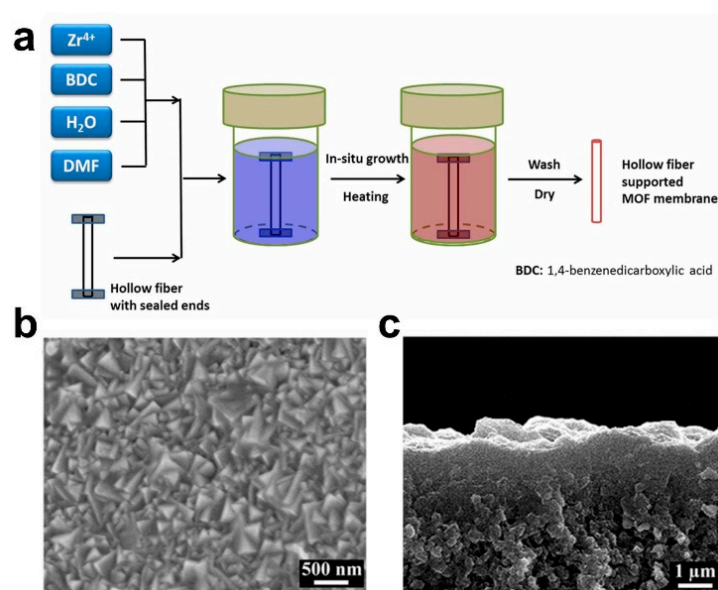 a
Zr⁴⁺
BDC
H₂O
DMF
Hollow fiber
with sealed ends
In-situ growth
Heating
Wash
Dry
Hollow fiber
supported
MOF membrane
BDC: 1,4-benzenedicarboxylic acid
b
500 nm
c
1 μm